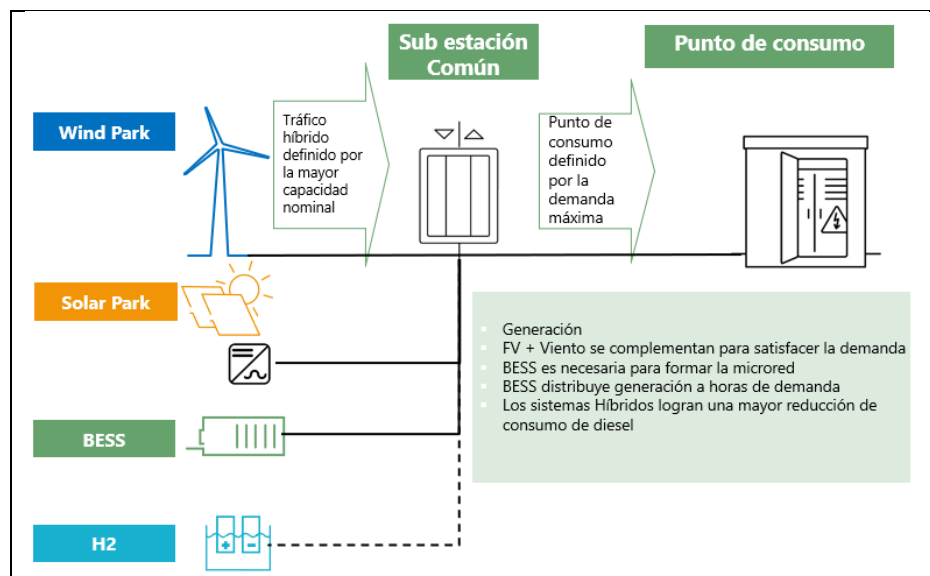 Sub estación
Común
Punto de consumo
Wind Park
Tráfico
híbrido
definido por
la mayor
capacidad
nominal
Punto de
consumo
definido
por la
demanda
máxima
Solar Park
Generación
FV + Viento se complementan para satisfacer la demanda
BESS es necesaria para formar la microred
BESS distribuye generación a horas de demanda
Los sistemas Híbridos logran una mayor reducción de
consumo de diesel
BESS
H2